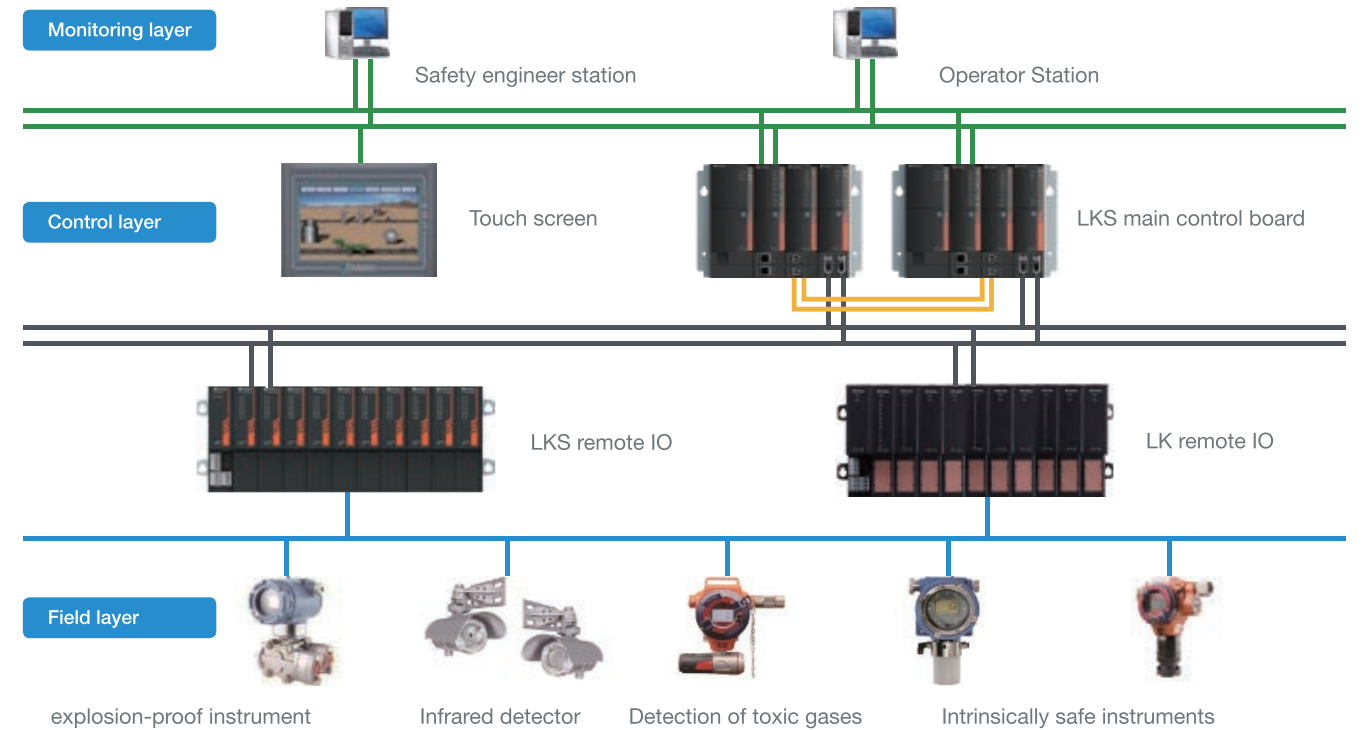 Monitoring layer
Safety engineer station
Operator Station
Control layer
Touch screen
LKS main control board
LKS remote IO
LK remote IO
Field layer
explosion-proof instrument
Infrared detector
Detection of toxic gases
Intrinsically safe instruments